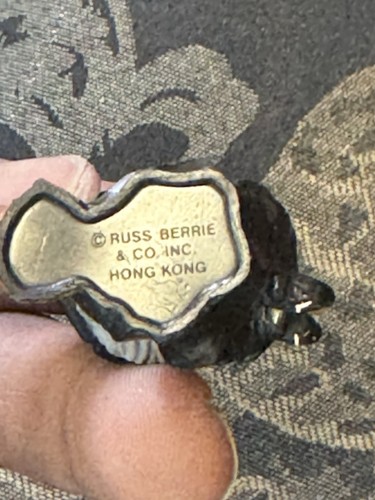 © RUSS BERRIE
& CO. INC.
HONG KONG